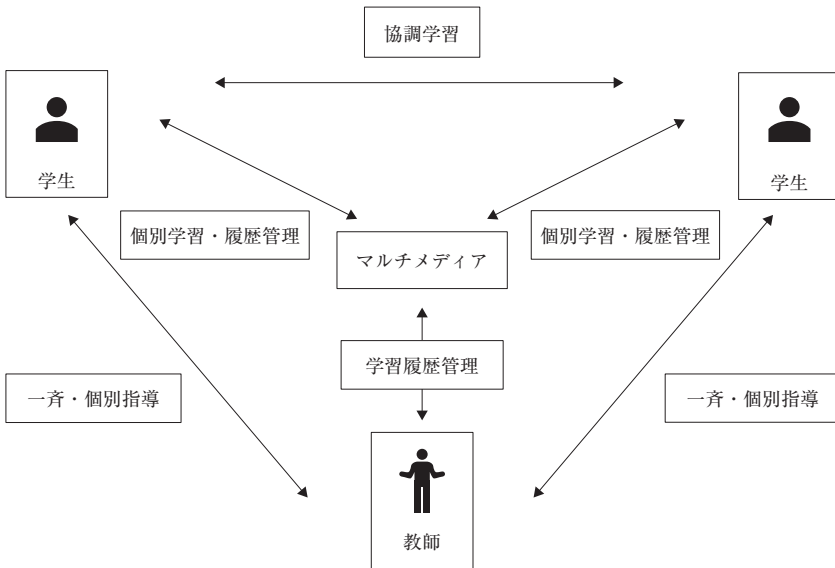 協調学習
学生
学生
個別学習・履歴管理
個別学習・履歴管理
マルチメディア
学習履歴管理
一斉・個別指導
一斉・個別指導
教師